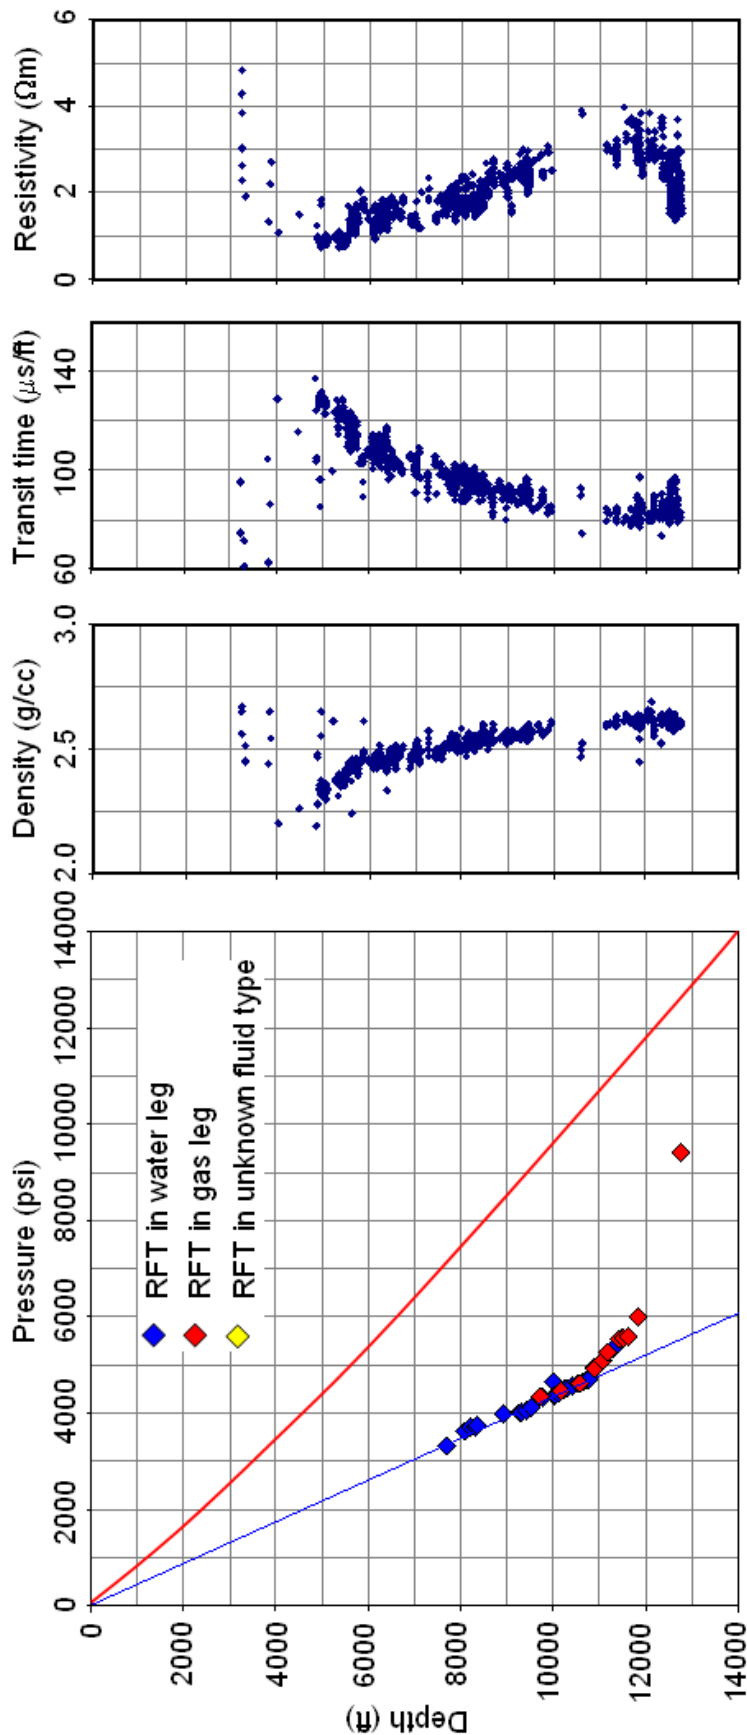 Pressure (psi)
0 2000 4000 6000 8000 10000 12000 14000
Depth (ft)
0
2000
4000
6000
8000
10000
12000
14000
RFT in water leg
RFT in gas leg
RFT in unknown fluid type
Density (g/cc)
2.0 2.5 3.0
Transit time (μs/ft)
60 100 140
Resistivity (Ωm)
0 2 4 6